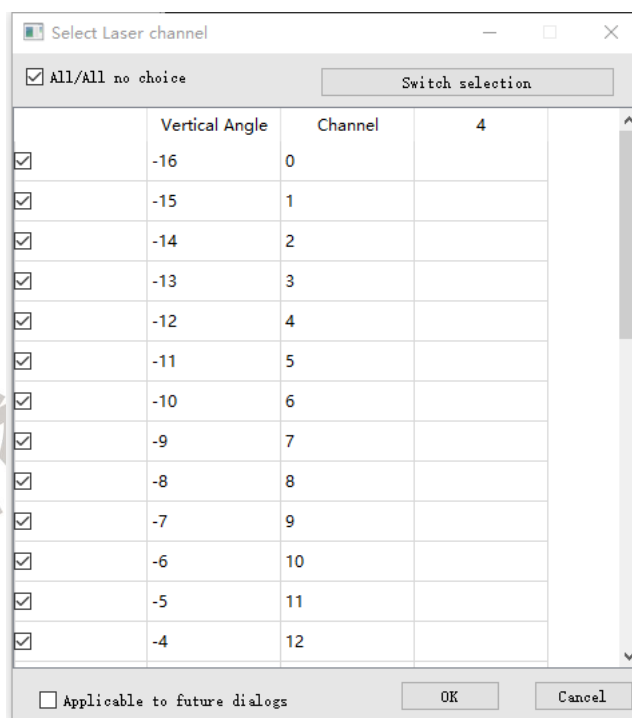 Select Laser channel
All/All no choice
Switch selection
Vertical Angle Channel 4
-16 0
-15 1
-14 2
-13 3
-12 4
-11 5
-10 6
-9 7
-8 8
-7 9
-6 10
-5 11
-4 12
Applicable to future dialogs
OK Cancel